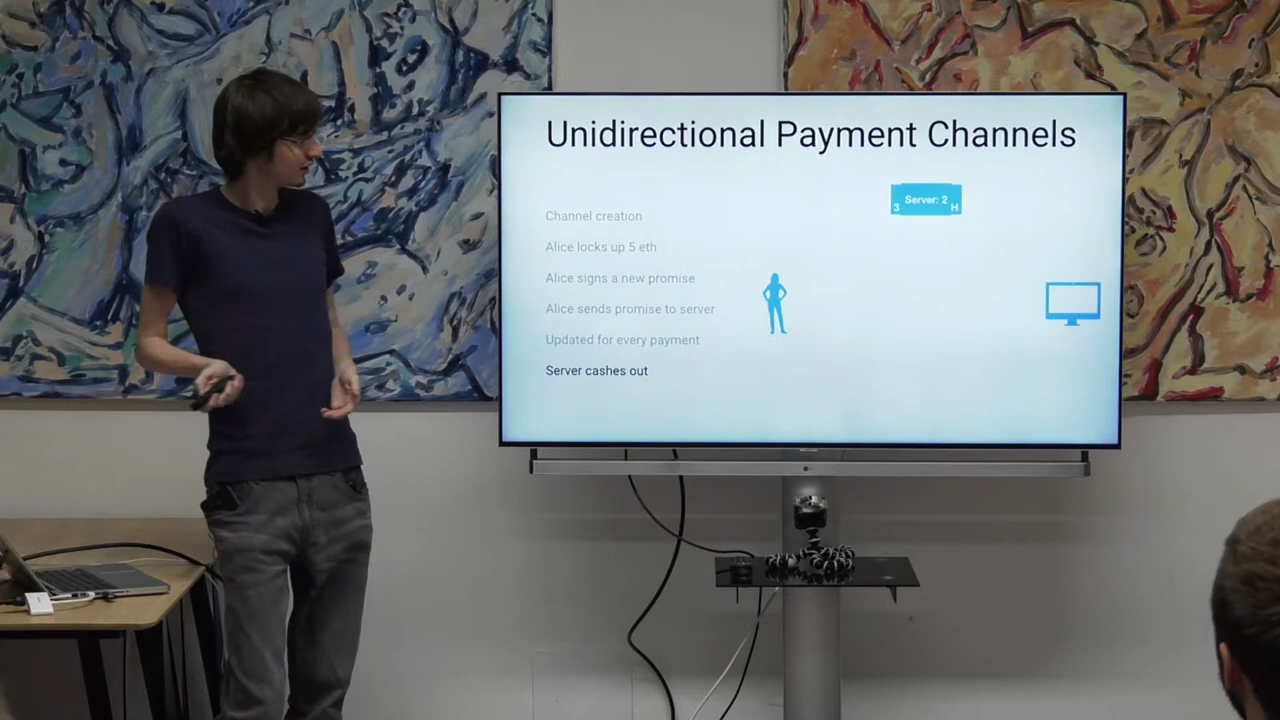 Unidirectional Payment Channels
Server: 2
3 H
Channel creation
Alice locks up 5 eth
Alice signs a new promise
Alice sends promise to server
Updated for every payment
Server cashes out